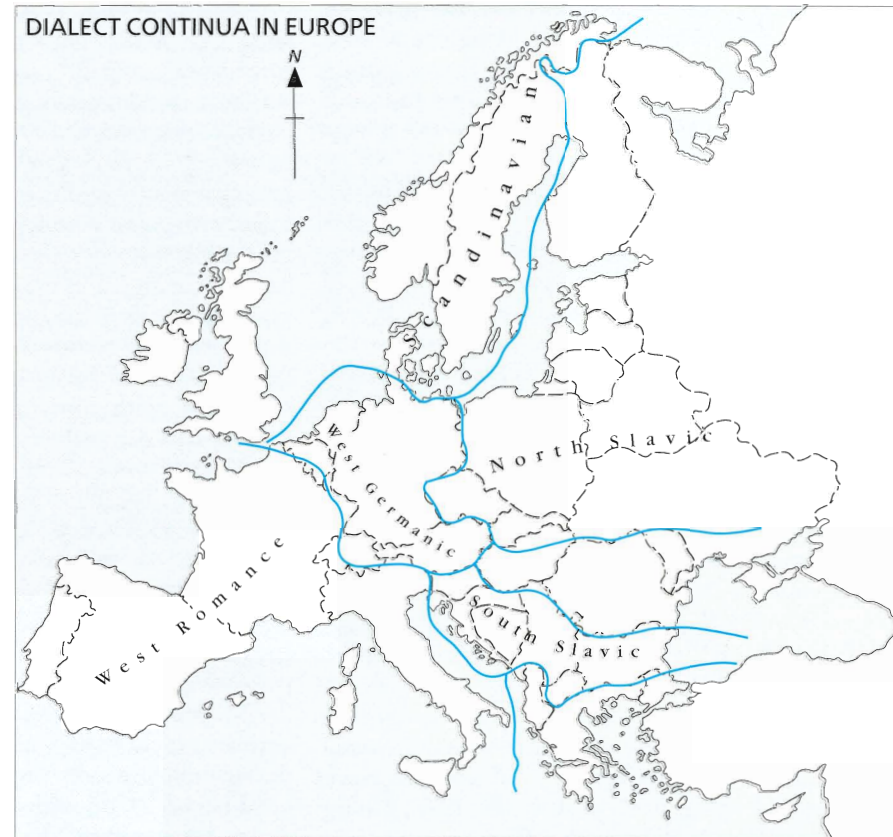 DIALECT CONTINUA IN EUROPE
N
Scandinavian
North Slavic
West Germanic
West Romance
South Slavic